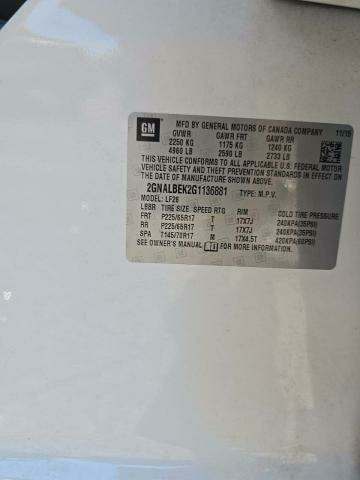 GM
MFD BY GENERAL MOTORS OF CANADA COMPANY
11/15
GVWR GAWR FRT GAWR RR
2250 KG 1175 KG 1240 KG
4960 LB 2590 LB 2733 LB
THIS VEHICLE CONFORMS TO ALL APPLICABLE U.S. FEDERAL MOTOR
VEHICLE SAFETY AND THEFT PREVENTION STANDARDS IN EFFECT ON
THE DATE OF MANUFACTURE SHOWN ABOVE.
2GNALBEK2G1136881 TYPE: M.P.V.
MODEL: LF26
TIRE SIZE SPEED RTG RIM COLD TIRE PRESSURE
FRT P225/65R17 T 17X7J 240KPA(35PSI)
RR P225/65R17 T 17X7J 240KPA(35PSI)
SPA T145/70R17 M 17X4.5T 420KPA(60PSI)
SEE OWNER'S MANUAL FOR MORE INFORMATION.